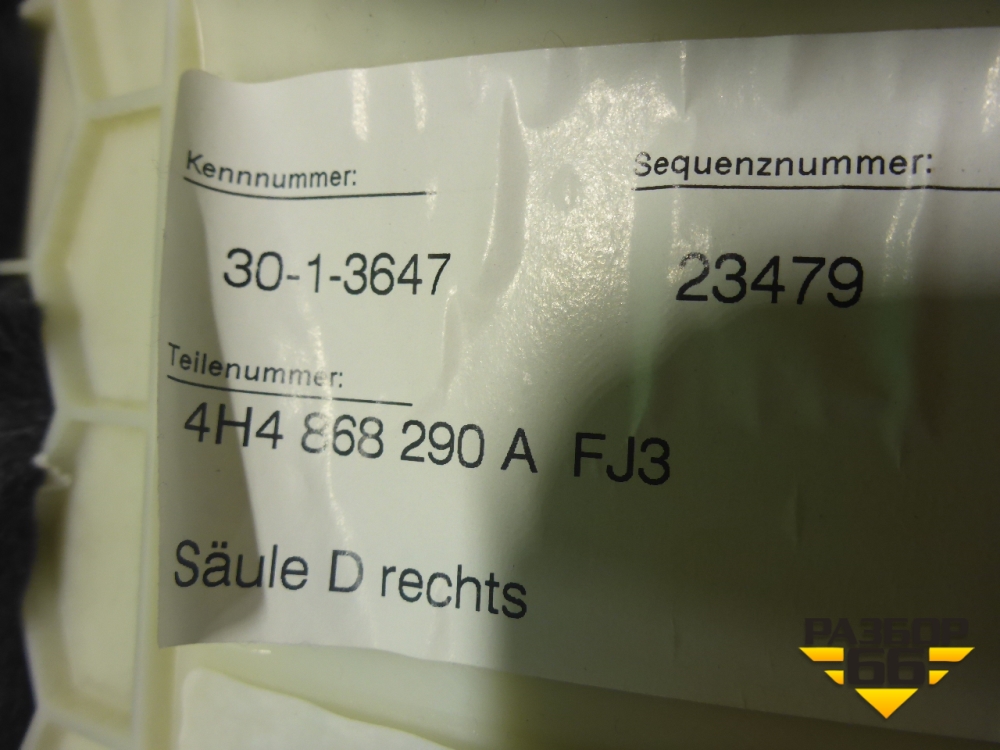 Kennnummer:
Sequenznummer:
30-1-3647
23479
Teilenummer:
4H4 868 290 A FJ3
Säule D rechts
РАЗБОР
66